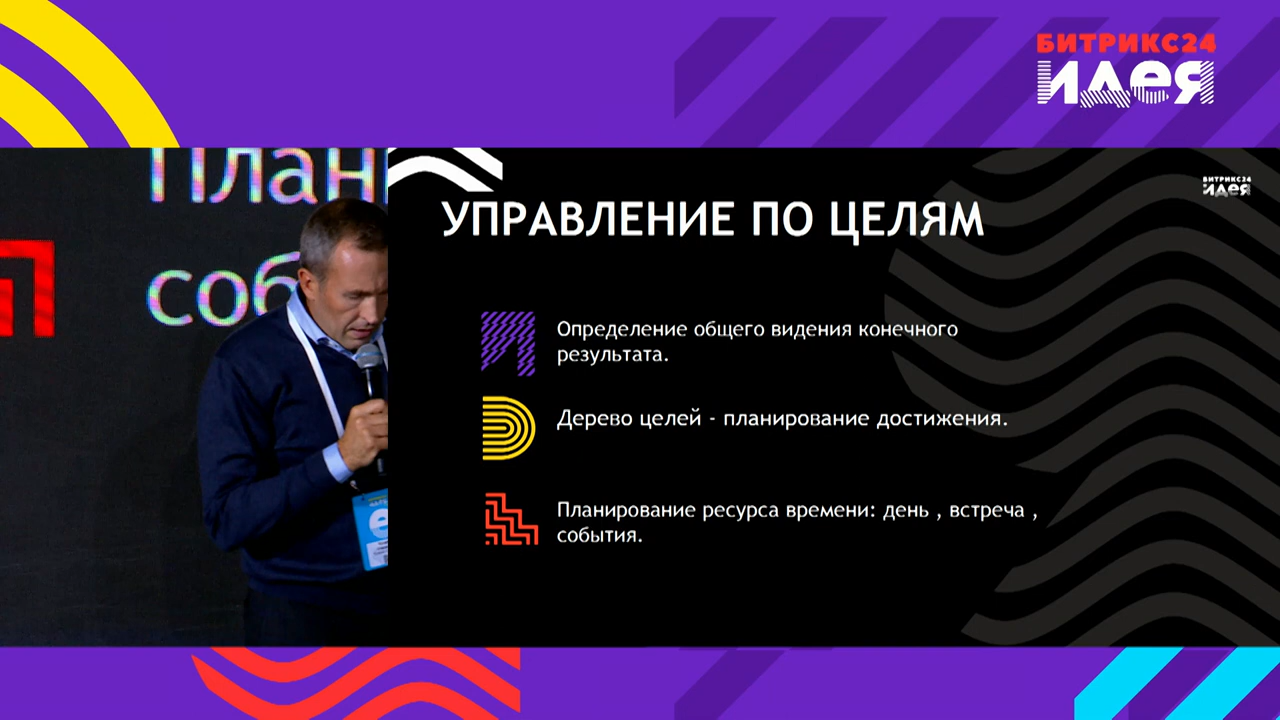 БИТРИКС24
идея
План
соб
УПРАВЛЕНИЕ ПО ЦЕЛЯМ
БИТРИКС24
идея
Определение общего видения конечного
результата.
Дерево целей - планирование достижения.
Планирование ресурса времени: день , встреча ,
события.